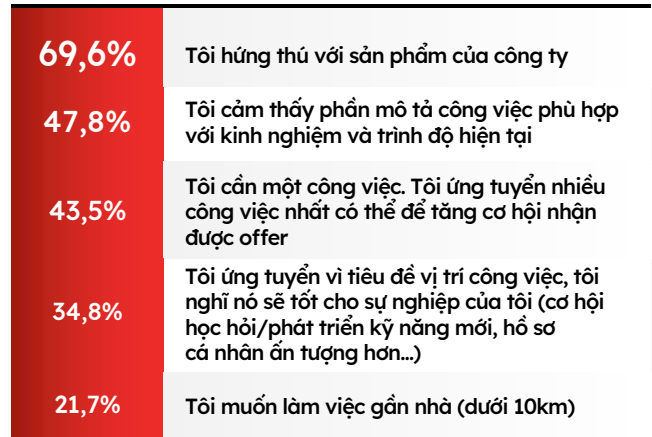 69,6%
Tôi hứng thú với sản phẩm của công ty
47,8%
Tôi cảm thấy phần mô tả công việc phù hợp
với kinh nghiệm và trình độ hiện tại
43,5%
Tôi cần một công việc. Tôi ứng tuyển nhiều
công việc nhất có thể để tăng cơ hội nhận
được offer
34,8%
Tôi ứng tuyển vì tiêu đề vị trí công việc, tôi
nghĩ nó sẽ tốt cho sự nghiệp của tôi (cơ hội
học hỏi/phát triển kỹ năng mới, hồ sơ
cá nhân ấn tượng hơn...)
21,7%
Tôi muốn làm việc gần nhà (dưới 10km)